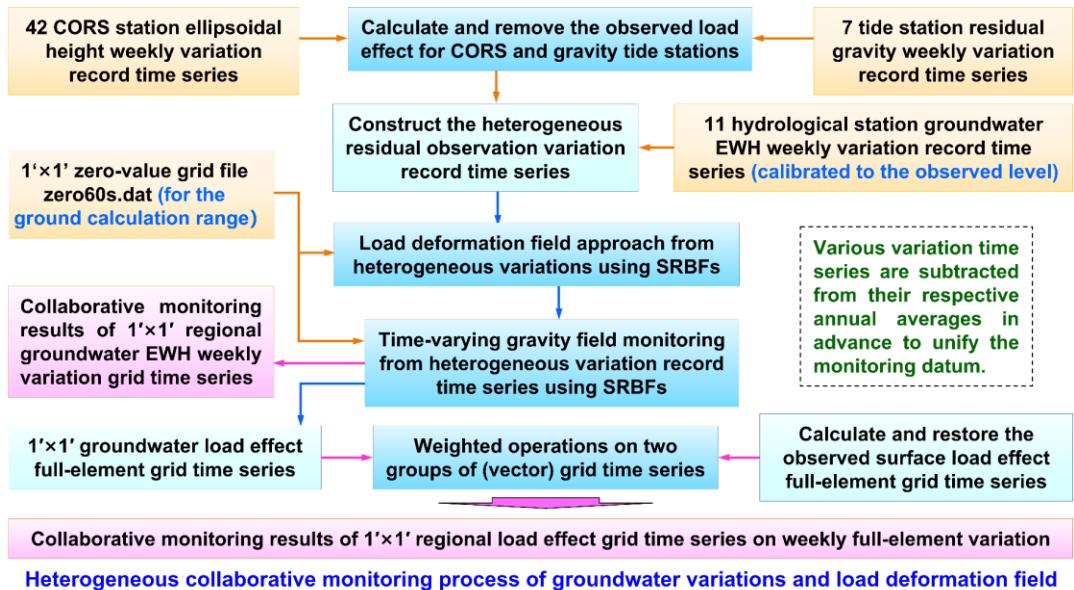 42 CORS station ellipsoidal
height weekly variation
record time series
Calculate and remove the observed load
effect for CORS and gravity tide stations
7 tide station residual
gravity weekly variation
record time series
Construct the heterogeneous
residual observation variation
record time series
11 hydrological station groundwater
EWH weekly variation record time
series (calibrated to the observed level)
1‘×1’ zero-value grid file
zero60s.dat (for the
ground calculation range)
Load deformation field approach from
heterogeneous variations using SRBFs
Various variation time
series are subtracted
from their respective
annual averages in
advance to unify the
monitoring datum.
Collaborative monitoring
results of 1′×1′ regional
groundwater EWH weekly
variation grid time series
Time-varying gravity field monitoring
from heterogeneous variation record
time series using SRBFs
1′×1′ groundwater load effect
full-element grid time series
Weighted operations on two
groups of (vector) grid time series
Calculate and restore the
observed surface load effect
full-element grid time series
Collaborative monitoring results of 1′×1′ regional load effect grid time series on weekly full-element variation
Heterogeneous collaborative monitoring process of groundwater variations and load deformation field